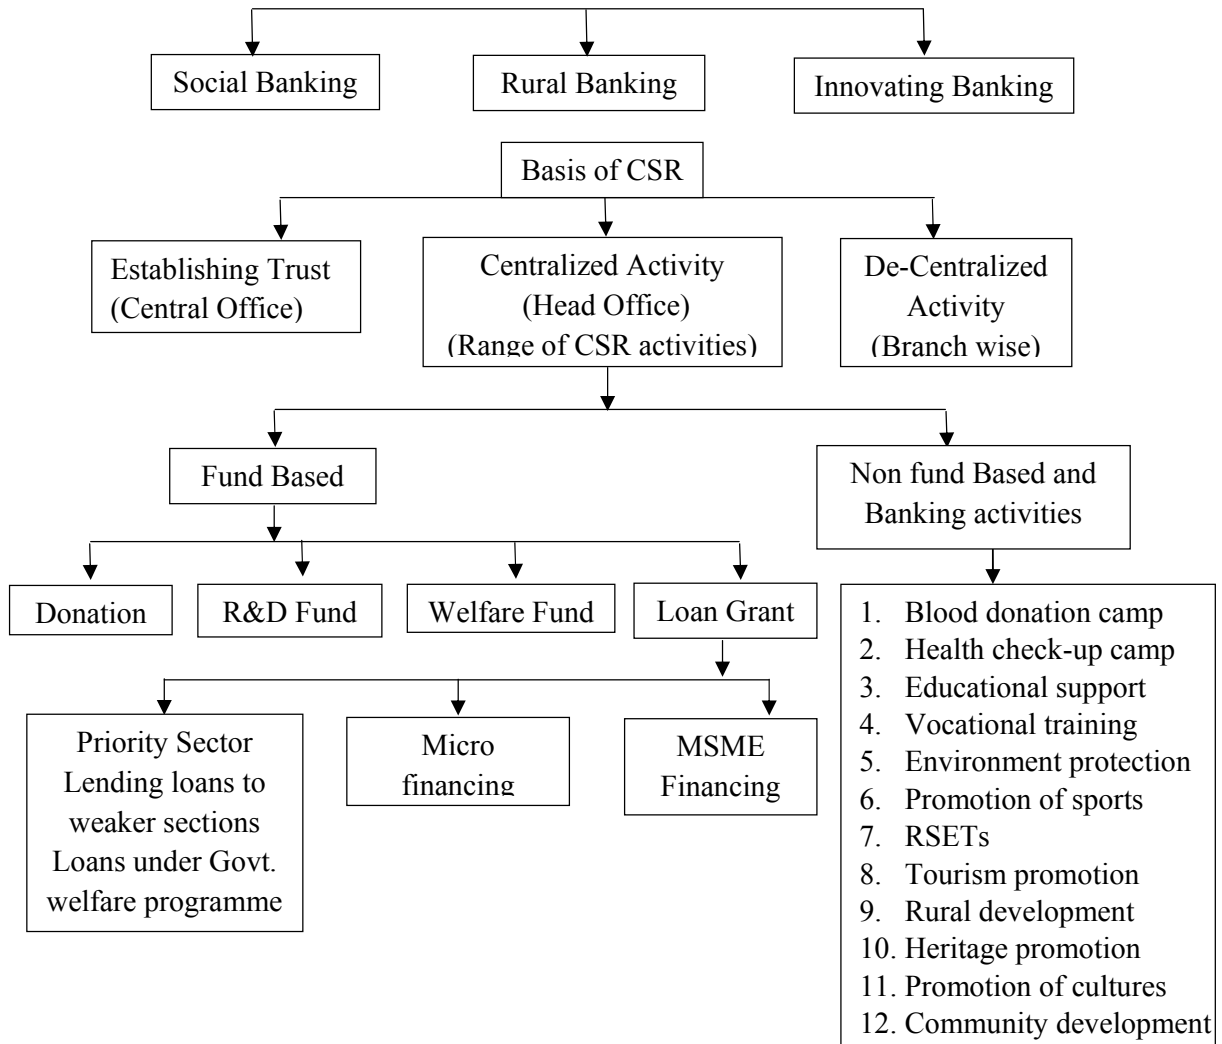 Social Banking
Rural Banking
Innovating Banking
Basis of CSR
Establishing Trust
(Central Office)
Centralized Activity
(Head Office)
(Range of CSR activities)
De-Centralized
Activity
(Branch wise)
Fund Based
Non fund Based and
Banking activities
Donation
R&D Fund
Welfare Fund
Loan Grant
Priority Sector
Lending loans to
weaker sections
Loans under Govt.
welfare programme
Micro
financing
MSME
Financing
1. Blood donation camp
2. Health check-up camp
3. Educational support
4. Vocational training
5. Environment protection
6. Promotion of sports
7. RSETs
8. Tourism promotion
9. Rural development
10. Heritage promotion
11. Promotion of cultures
12. Community development